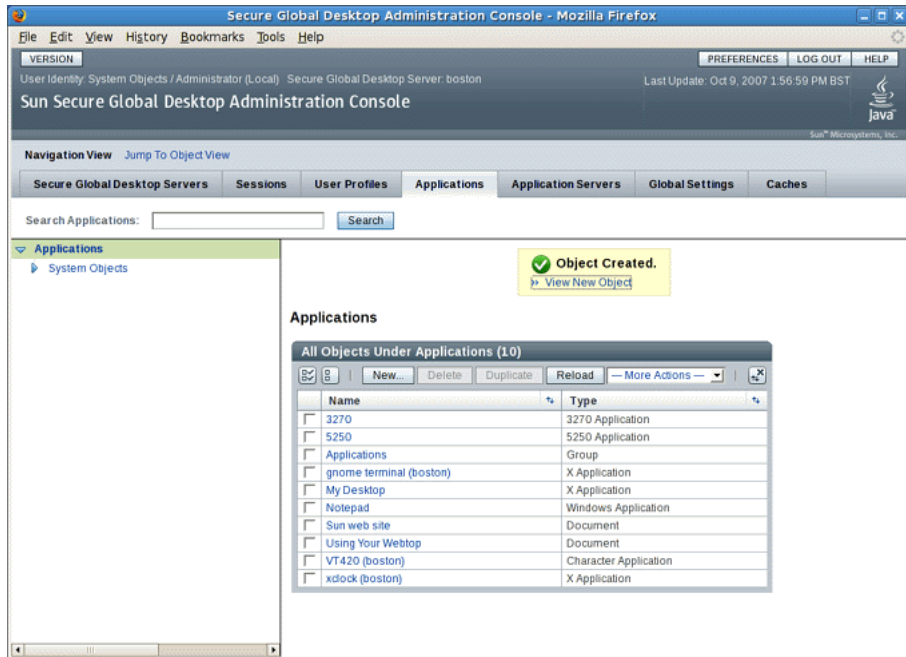 Secure Global Desktop Administration Console - Mozilla Firefox
File Edit View History Bookmarks Tools Help
VERSION PREFERENCES LOG OUT HELP
User Identity: System Objects / Administrator (Local) Secure Global Desktop Server: boston Last Update: Oct 9, 2007 1:56:59 PM BST
Sun Secure Global Desktop Administration Console
Java
Sun™ Microsystems, Inc.
Navigation View Jump To Object View
Secure Global Desktop Servers Sessions User Profiles Applications Application Servers Global Settings Caches
Search Applications: Search
Applications
System Objects
Object Created.
» View New Object
Applications
All Objects Under Applications (10)
New... Delete Duplicate Reload — More Actions —
Name Type
3270 3270 Application
5250 5250 Application
Applications Group
gnome terminal (boston) X Application
My Desktop X Application
Notepad Windows Application
Sun web site Document
Using Your Webtop Document
VT420 (boston) Character Application
xclock (boston) X Application